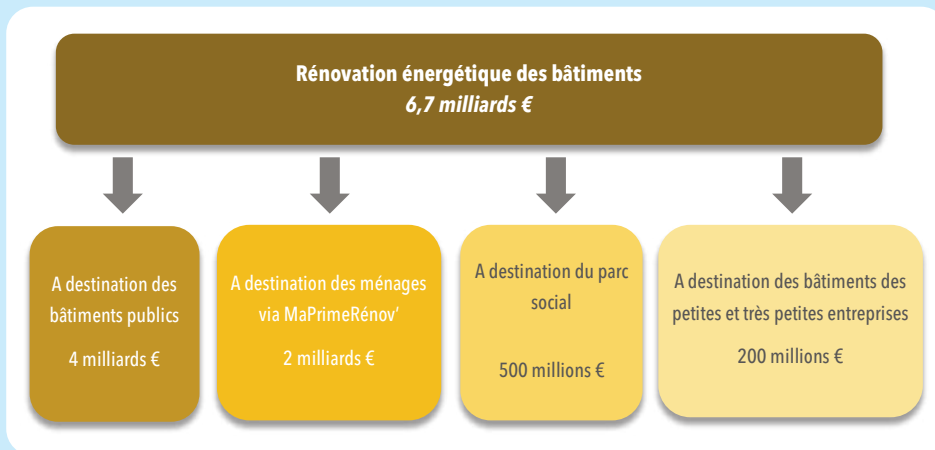 Rénovation énergétique des bâtiments
6,7 milliards €
A destination des
bâtiments publics
4 milliards €
A destination des ménages
via MaPrimeRénov’
2 milliards €
A destination du parc
social
500 millions €
A destination des bâtiments des
petites et très petites entreprises
200 millions €